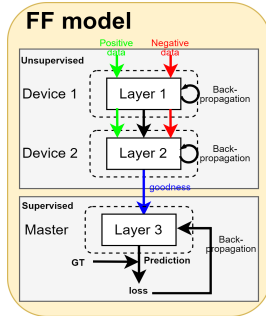 FF model
Positive data
Negative data
Unsupervised
Device 1
Layer 1
Back-
propagation
Device 2
Layer 2
Back-
propagation
goodness
Supervised
Master
Layer 3
Back-
propagation
GT
Prediction
loss